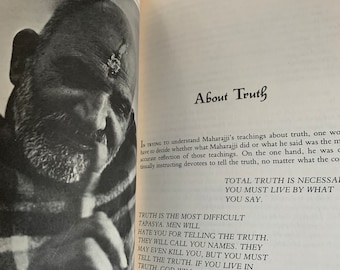 About Truth
IN TRYING to understand Maharajji's teachings about truth, one wo
have to decide whether what Maharajji did or what he said was the m
accurate reflection of those teachings. On the one hand, he was c
nually instructing devotees to tell the truth, no matter what the co
TOTAL TRUTH IS NECESSA
YOU MUST LIVE BY WHAT
YOU SAY.
TRUTH IS THE MOST DIFFICULT
TAPASYA. MEN WILL
HATE YOU FOR TELLING THE TRUTH.
THEY WILL CALL YOU NAMES. THEY
MAY EVEN KILL YOU, BUT YOU MUST
TELL THE TRUTH. IF YOU LIVE IN
TRUTH, GOD